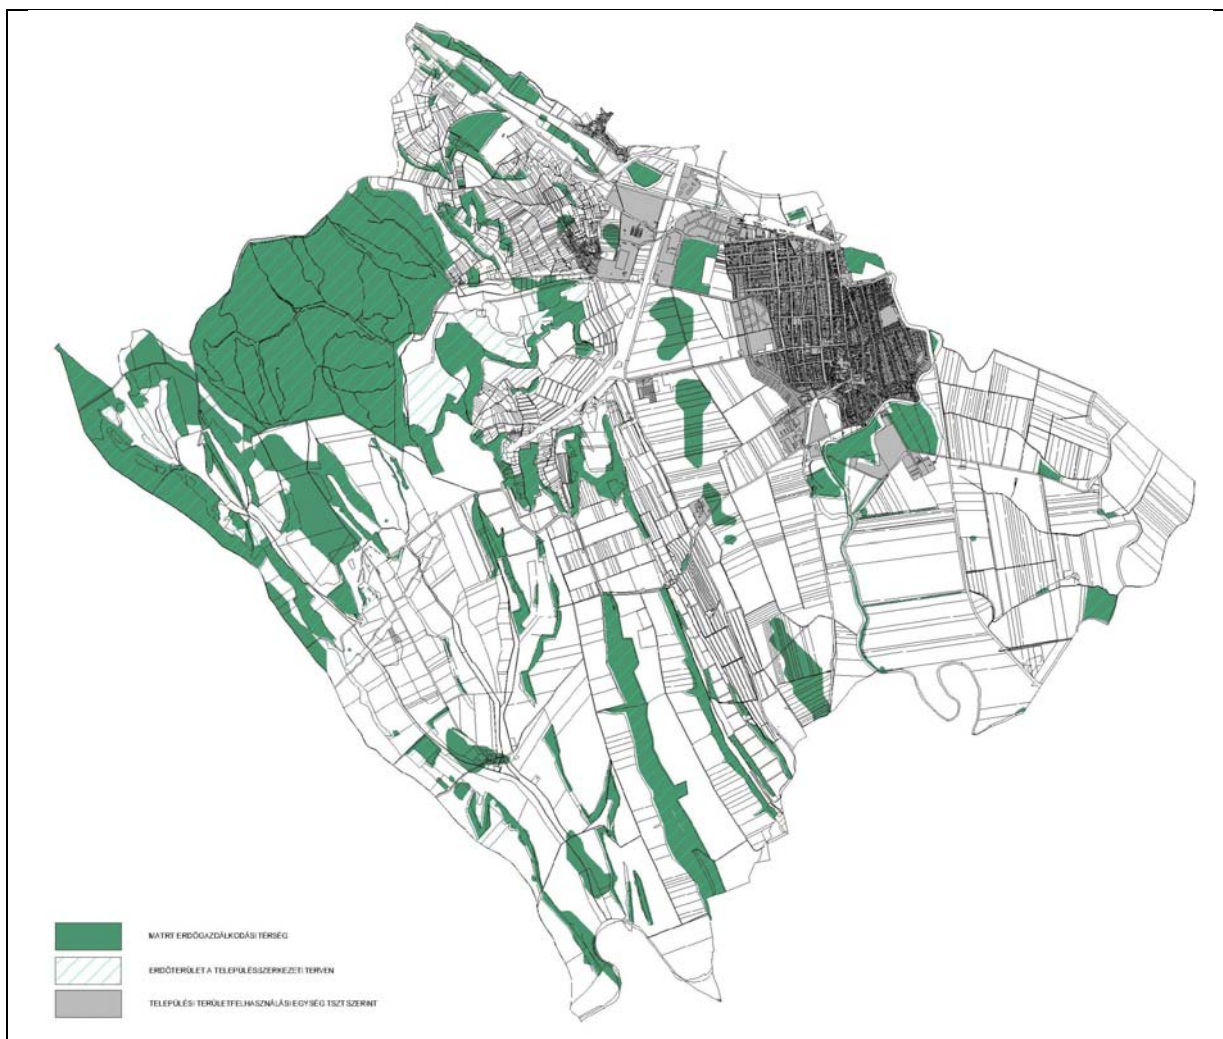 MATRT ERDŐGAZDÁLKODÁSI TÉRSÉG
ERDŐTERÜLET A TELEPÜLÉSSZERKEZETI TERVEN
TELEPÜLÉSI TERÜLETFELHASZNÁLÁSI EGYSÉG TSZT SZERINT